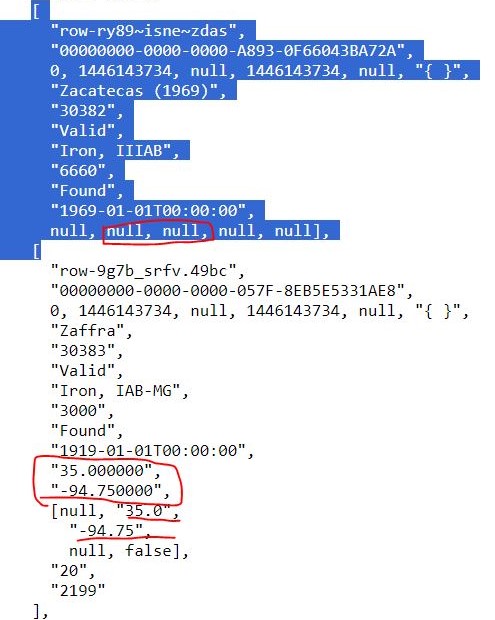 [
"row-ry89~isne~zdas",
"00000000-0000-0000-A893-0F66043BA72A",
0, 1446143734, null, 1446143734, null, "{ }",
"Zacatecas (1969)",
"30382",
"Valid",
"Iron, IIIAB",
"6660",
"Found",
"1969-01-01T00:00:00",
null, null, null, null, null],
[
"row-9g7b_srfv.49bc",
"00000000-0000-0000-057F-8EB5E5331AE8",
0, 1446143734, null, 1446143734, null, "{ }",
"Zaffra",
"30383",
"Valid",
"Iron, IAB-MG",
"3000",
"Found",
"1919-01-01T00:00:00",
"35.000000",
"-94.750000",
[null, "35.0",
"-94.75",
null, false],
"20",
"2199"
],